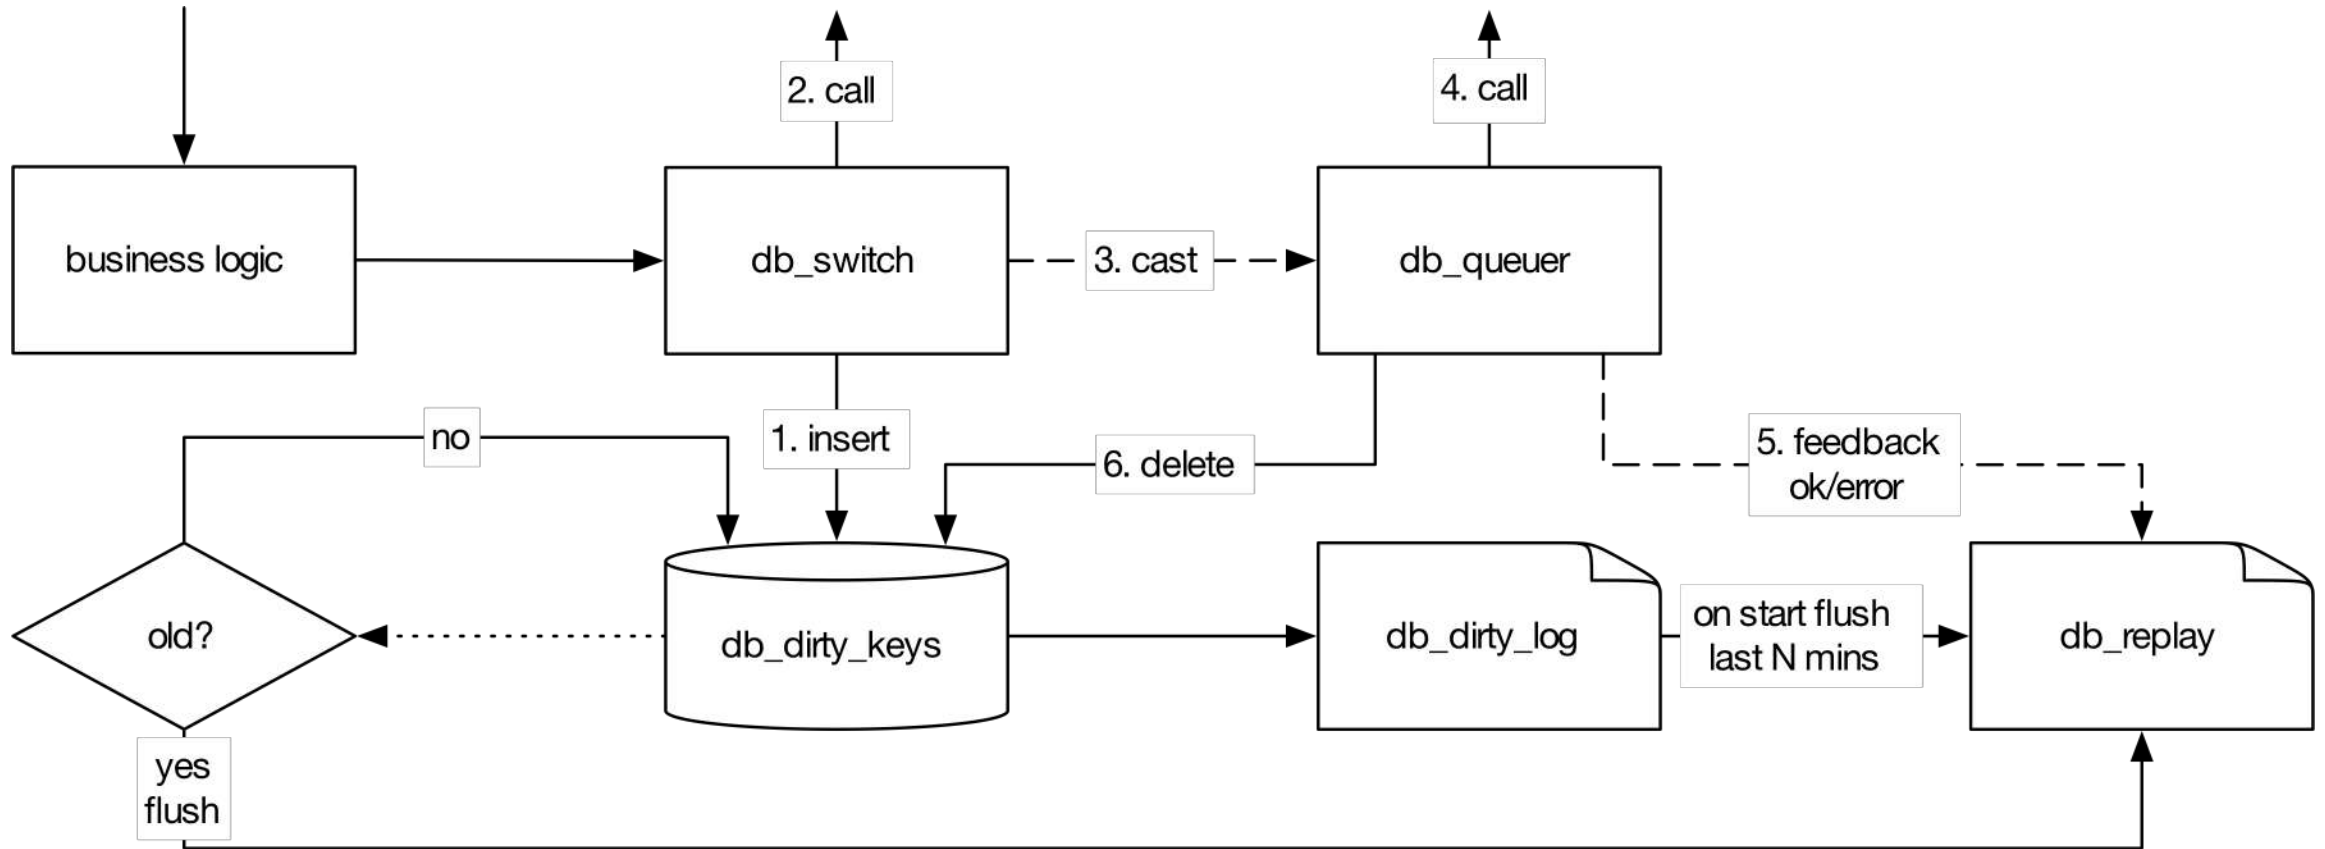 2. call
4. call
business logic
db_switch
3. cast
db_queuer
no
1. insert
6. delete
5. feedback
ok/error
old?
db_dirty_keys
db_dirty_log
on start flush
last N mins
db_replay
yes
flush